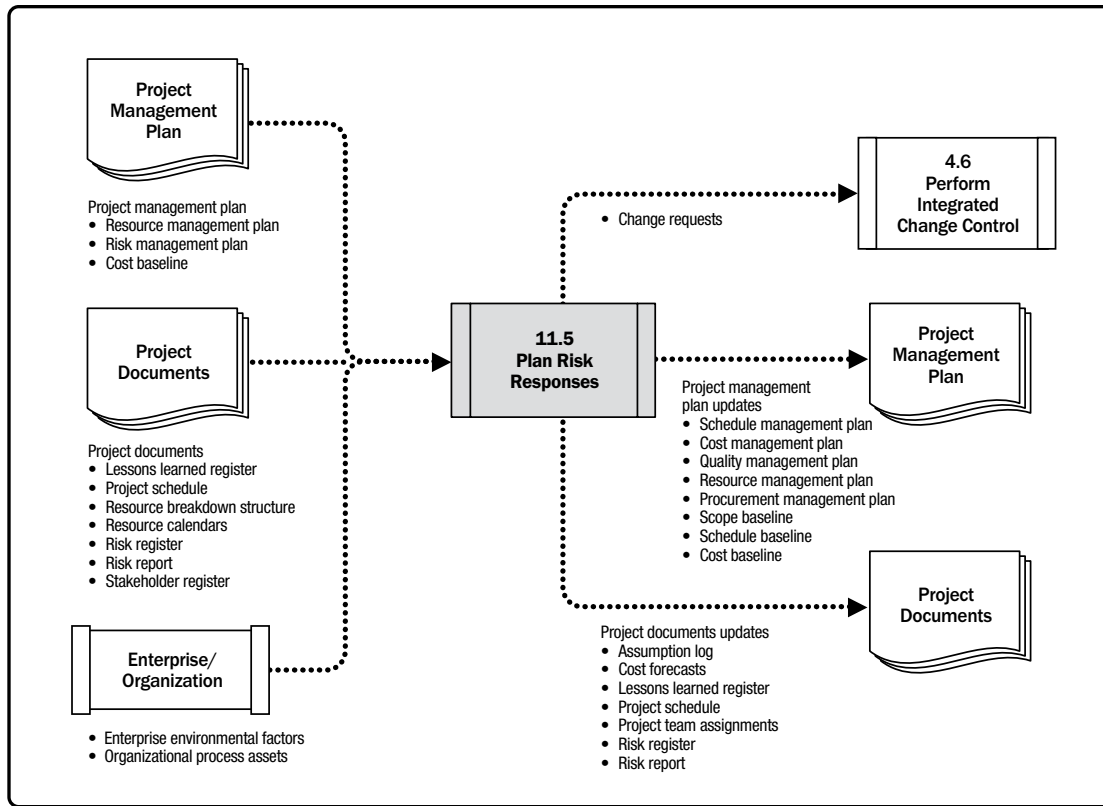 Project
Management
Plan
Project management plan
• Resource management plan
• Risk management plan
• Cost baseline
Project
Documents
Project documents
• Lessons learned register
• Project schedule
• Resource breakdown structure
• Resource calendars
• Risk register
• Risk report
• Stakeholder register
Enterprise/
Organization
• Enterprise environmental factors
• Organizational process assets
11.5
Plan Risk
Responses
• Change requests
4.6
Perform
Integrated
Change Control
Project management
plan updates
• Schedule management plan
• Cost management plan
• Quality management plan
• Resource management plan
• Procurement management plan
• Scope baseline
• Schedule baseline
• Cost baseline
Project
Management
Plan
Project documents updates
• Assumption log
• Cost forecasts
• Lessons learned register
• Project schedule
• Project team assignments
• Risk register
• Risk report
Project
Documents